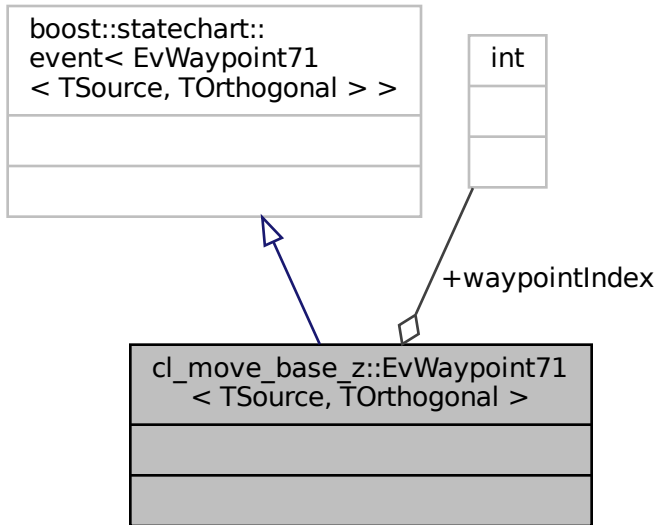 boost::statechart::
event< EvWaypoint71
< TSource, TOrthogonal > >
int
+waypointIndex
cl_move_base_z::EvWaypoint71
< TSource, TOrthogonal >